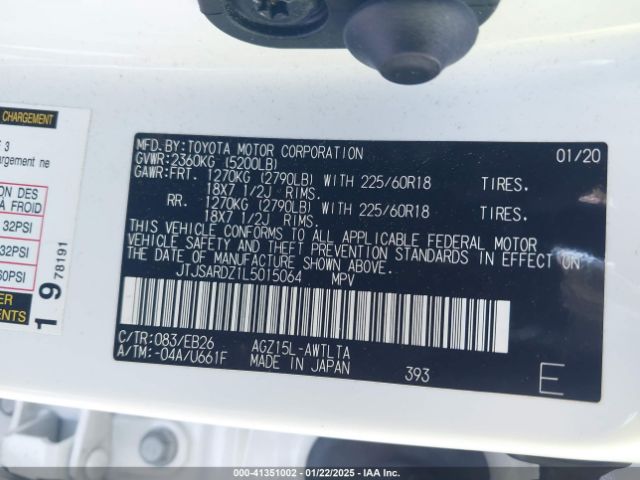 CHARGEMENT
3
argement ne
ON DES
À FROID
32PSI
32PSI
60PSI
ER
ENTS
19 78191
MFD.BY:TOYOTA MOTOR CORPORATION 01/20
GVWR:2360KG (5200LB)
GAWR:FRT. 1270KG (2790LB) WITH 225/60R18 TIRES.
18X7 1/2J RIMS.
RR. 1270KG (2790LB) WITH 225/60R18 TIRES.
18X7 1/2J RIMS.
THIS VEHICLE CONFORMS TO ALL APPLICABLE FEDERAL MOTOR
VEHICLE SAFETY AND THEFT PREVENTION STANDARDS IN EFFECT ON
THE DATE OF MANUFACTURE SHOWN ABOVE.
JTJSARDZ1L5015064 MPV
C/TR:083/EB26 AGZ15L-AWTLTA
A/TM:-04A/U661F MADE IN JAPAN 393 E
000-41351002 - 01/22/2025 - IAA Inc.